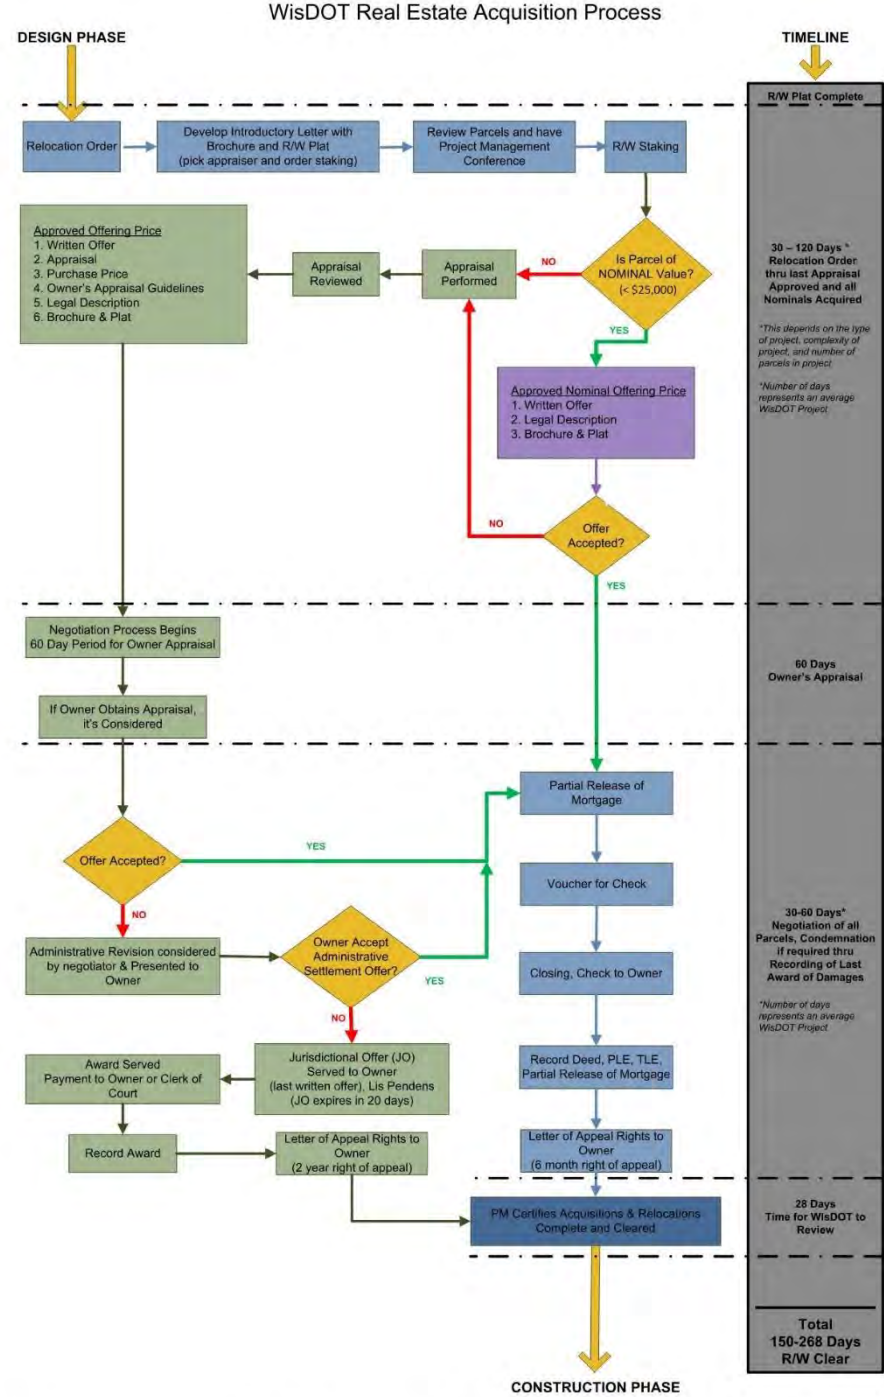 WisDOT Real Estate Acquisition Process
DESIGN PHASE
TIMELINE
R/W Plat Complete
Relocation Order
Develop Introductory Letter with
Brochure and R/W Plat
(pick appraiser and order staking)
Review Parcels and have
Project Management
Conference
R/W Staking
Approved Offering Price
1. Written Offer
2. Appraisal
3. Purchase Price
4. Owner's Appraisal Guidelines
5. Legal Description
6. Brochure & Plat
Appraisal
Reviewed
Appraisal
Performed
NO
Is Parcel of
NOMINAL Value?
(< $25,000)
YES
30 – 120 Days *
Relocation Order
thru last Appraisal
Approved and all
Nominals Acquired
*This depends on the type
of project, complexity of
project, and number of
parcels in project
*Number of days
represents an average
WisDOT Project
Approved Nominal Offering Price
1. Written Offer
2. Legal Description
3. Brochure & Plat
NO
Offer
Accepted?
YES
Negotiation Process Begins
60 Day Period for Owner Appraisal
If Owner Obtains Appraisal,
it's Considered
60 Days
Owner's Appraisal
Partial Release of
Mortgage
Offer Accepted?
YES
NO
Voucher for Check
Administrative Revision considered
by negotiator & Presented to
Owner
Owner Accept
Administrative
Settlement Offer?
YES
NO
Closing, Check to Owner
30-60 Days*
Negotiation of all
Parcels, Condemnation
if required thru
Recording of Last
Award of Damages
*Number of days
represents an average
WisDOT Project
Award Served
Payment to Owner or Clerk of
Court
Jurisdictional Offer (JO)
Served to Owner
(last written offer), Lis Pendens
(JO expires in 20 days)
Record Deed, PLE, TLE,
Partial Release of Mortgage
Record Award
Letter of Appeal Rights to
Owner
(2 year right of appeal)
Letter of Appeal Rights to
Owner
(6 month right of appeal)
PM Certifies Acquisitions & Relocations
Complete and Cleared
28 Days
Time for WisDOT to
Review
Total
150-268 Days
R/W Clear
CONSTRUCTION PHASE